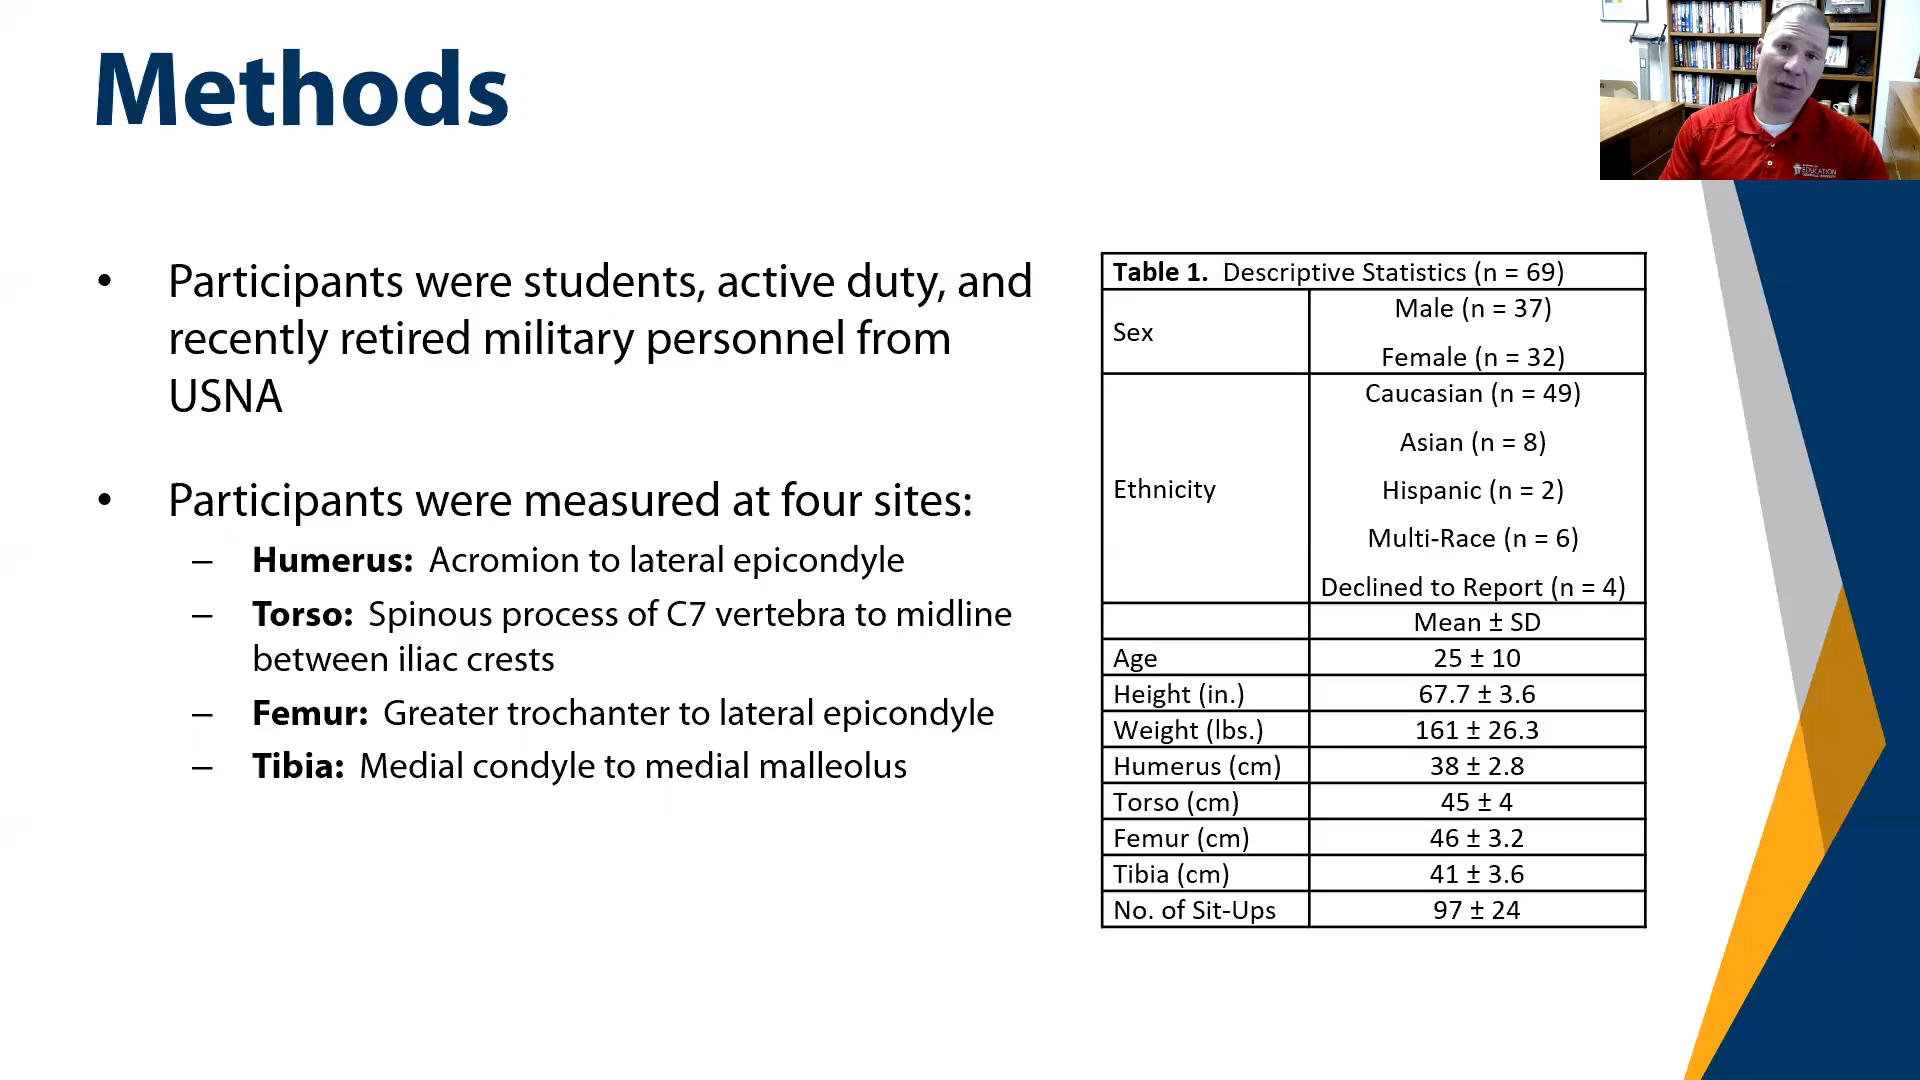 Methods
• Participants were students, active duty, and
recently retired military personnel from
USNA
• Participants were measured at four sites:
– Humerus: Acromion to lateral epicondyle
– Torso: Spinous process of C7 vertebra to midline
between iliac crests
– Femur: Greater trochanter to lateral epicondyle
– Tibia: Medial condyle to medial malleolus
Table 1. Descriptive Statistics (n = 69)
Sex
Male (n = 37)
Female (n = 32)
Ethnicity
Caucasian (n = 49)
Asian (n = 8)
Hispanic (n = 2)
Multi-Race (n = 6)
Declined to Report (n = 4)
Mean ± SD
Age 25 ± 10
Height (in.) 67.7 ± 3.6
Weight (lbs.) 161 ± 26.3
Humerus (cm) 38 ± 2.8
Torso (cm) 45 ± 4
Femur (cm) 46 ± 3.2
Tibia (cm) 41 ± 3.6
No. of Sit-Ups 97 ± 24
EDUCATION